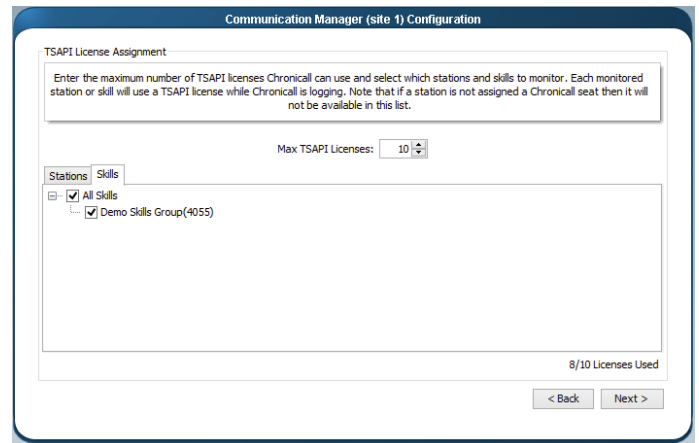 Communication Manager (site 1) Configuration
TSAPI License Assignment
Enter the maximum number of TSAPI licenses Chronicall can use and select which stations and skills to monitor. Each monitored
station or skill will use a TSAPI license while Chronicall is logging. Note that if a station is not assigned a Chronicall seat then it will
not be available in this list.
Max TSAPI Licenses: 10
Stations Skills
All Skills
Demo Skills Group(4055)
8/10 Licenses Used
< Back Next >